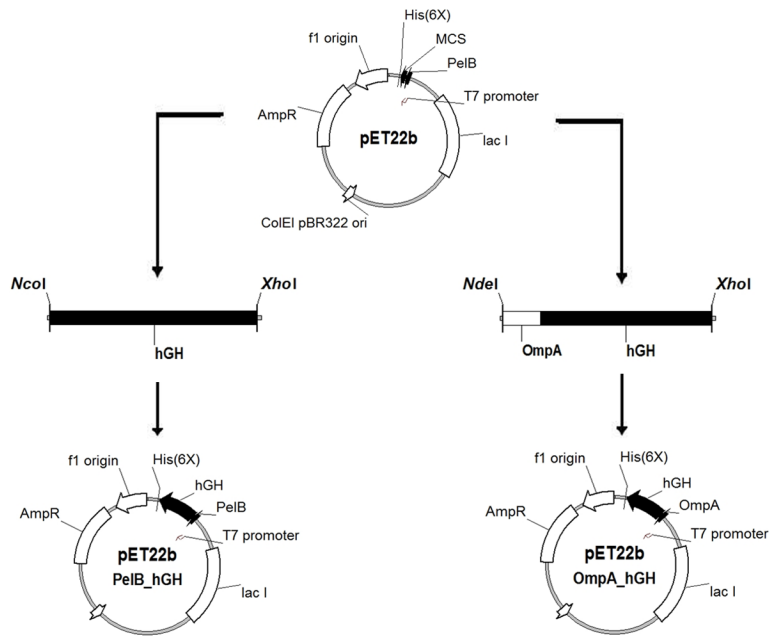 His(6X)
f1 origin
MCS
PelB
AmpR
T7 promoter
pET22b
lac I
ColEI pBR322 ori
NcoI
XhoI
hGH
NdeI
XhoI
OmpA
hGH
f1 origin
His(6X)
hGH
AmpR
PelB
T7 promoter
pET22b
PelB_hGH
lac I
f1 origin
His(6X)
hGH
AmpR
OmpA
T7 promoter
pET22b
OmpA_hGH
lac I